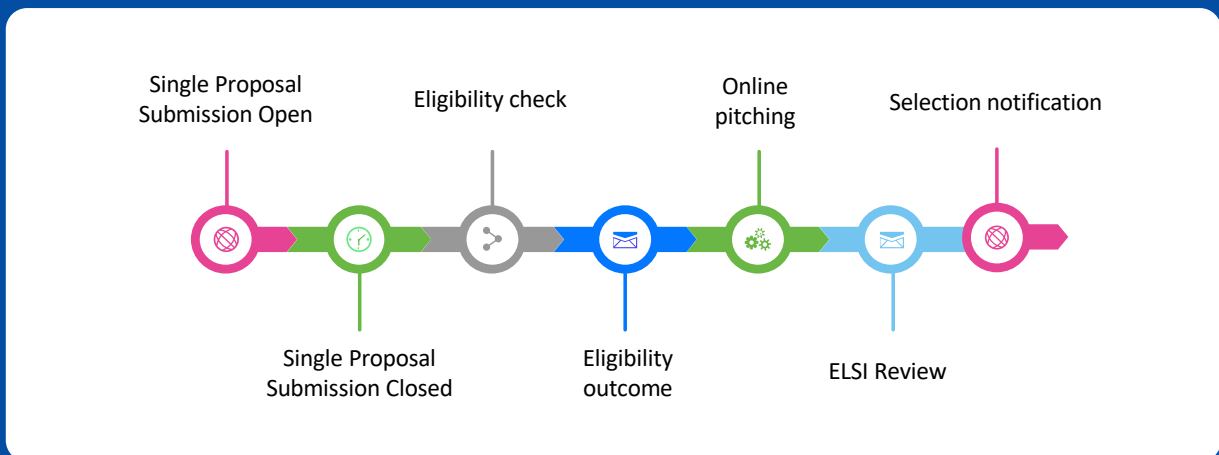 Single Proposal
Submission Open
Single Proposal
Submission Closed
Eligibility check
Eligibility
outcome
Online
pitching
ELSI Review
Selection notification